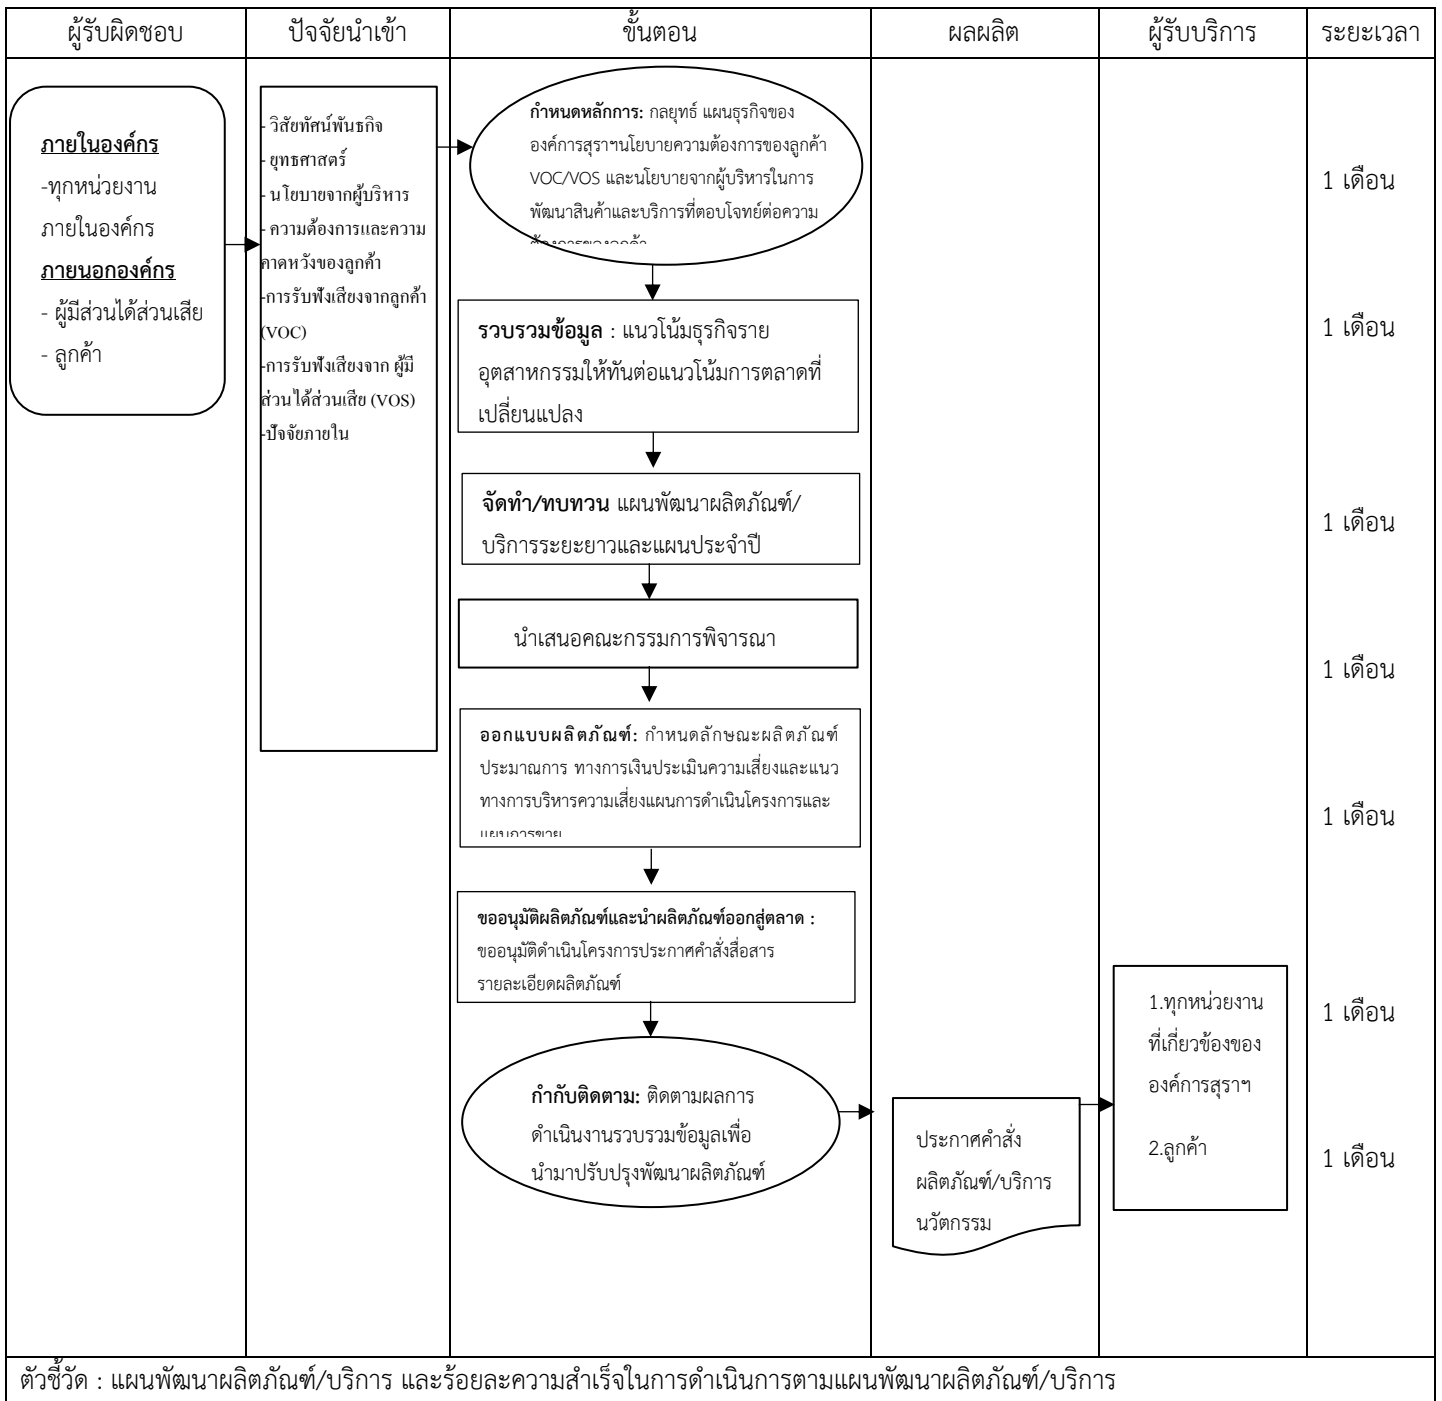 ผู้รับผิดชอบ
ปัจจัยนำเข้า
ขั้นตอน
ผลผลิต
ผู้รับบริการ
ระยะเวลา
ภายในองค์กร
-ทุกหน่วยงาน
ภายในองค์กร
ภายนอกองค์กร
- ผู้มีส่วนได้ส่วนเสีย
- ลูกค้า
- วิสัยทัศน์พันธกิจ
- ยุทธศาสตร์
- นโยบายจากผู้บริหาร
- ความต้องการและความ
คาดหวังของลูกค้า
-การรับฟังเสียงจากลูกค้า
(VOC)
-การรับฟังเสียงจาก ผู้มี
ส่วนได้ส่วนเสีย (VOS)
-ปัจจัยภายใน
กำหนดหลักการ: กลยุทธ์ แผนธุรกิจของ
องค์การสุราฯนโยบายความต้องการของลูกค้า
VOC/VOS และนโยบายจากผู้บริหารในการ
พัฒนาสินค้าและบริการที่ตอบโจทย์ต่อความ
ต้องการของลูกค้า
รวบรวมข้อมูล : แนวโน้มธุรกิจราย
อุตสาหกรรมให้ทันต่อแนวโน้มการตลาดที่
เปลี่ยนแปลง
จัดทำ/ทบทวน แผนพัฒนาผลิตภัณฑ์/
บริการระยะยาวและแผนประจำปี
นำเสนอคณะกรรมการพิจารณา
ออกแบบผลิตภัณฑ์: กำหนดลักษณะผลิตภัณฑ์
ประมาณการ ทางการเงินประเมินความเสี่ยงและแนว
ทางการบริหารความเสี่ยงแผนการดำเนินโครงการและ
แผนการขาย
ขออนุมัติผลิตภัณฑ์และนำผลิตภัณฑ์ออกสู่ตลาด :
ขออนุมัติดำเนินโครงการประกาศคำสั่งสื่อสาร
รายละเอียดผลิตภัณฑ์
กำกับติดตาม: ติดตามผลการ
ดำเนินงานรวบรวมข้อมูลเพื่อ
นำมาปรับปรุงพัฒนาผลิตภัณฑ์
ประกาศคำสั่ง
ผลิตภัณฑ์/บริการ
นวัตกรรม
1.ทุกหน่วยงาน
ที่เกี่ยวข้องของ
องค์การสุราฯ
2.ลูกค้า
1 เดือน
1 เดือน
1 เดือน
1 เดือน
1 เดือน
1 เดือน
1 เดือน
ตัวชี้วัด : แผนพัฒนาผลิตภัณฑ์/บริการ และร้อยละความสำเร็จในการดำเนินการตามแผนพัฒนาผลิตภัณฑ์/บริการ